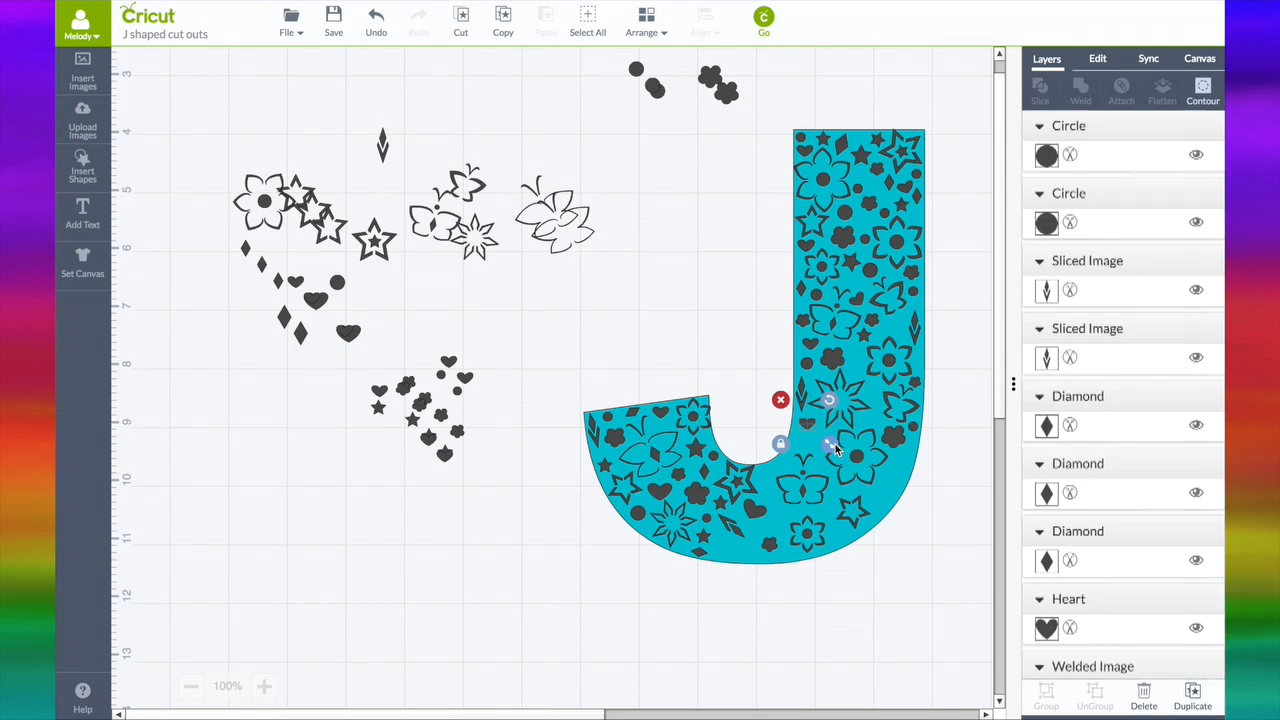 Melody
Cricut
J shaped cut outs
File
Save
Undo
Redo
Cut
Copy
Paste
Select All
Arrange
Align
C
Go
Insert
Images
Upload
Images
Insert
Shapes
T
Add Text
Set Canvas
?
Help
3
4
5
6
7
8
9
10
11
12
13
100%
Layers
Edit
Sync
Canvas
Slice
Weld
Attach
Flatten
Contour
Circle
Circle
Sliced Image
Sliced Image
Diamond
Diamond
Diamond
Heart
Welded Image
Group
UnGroup
Delete
Duplicate